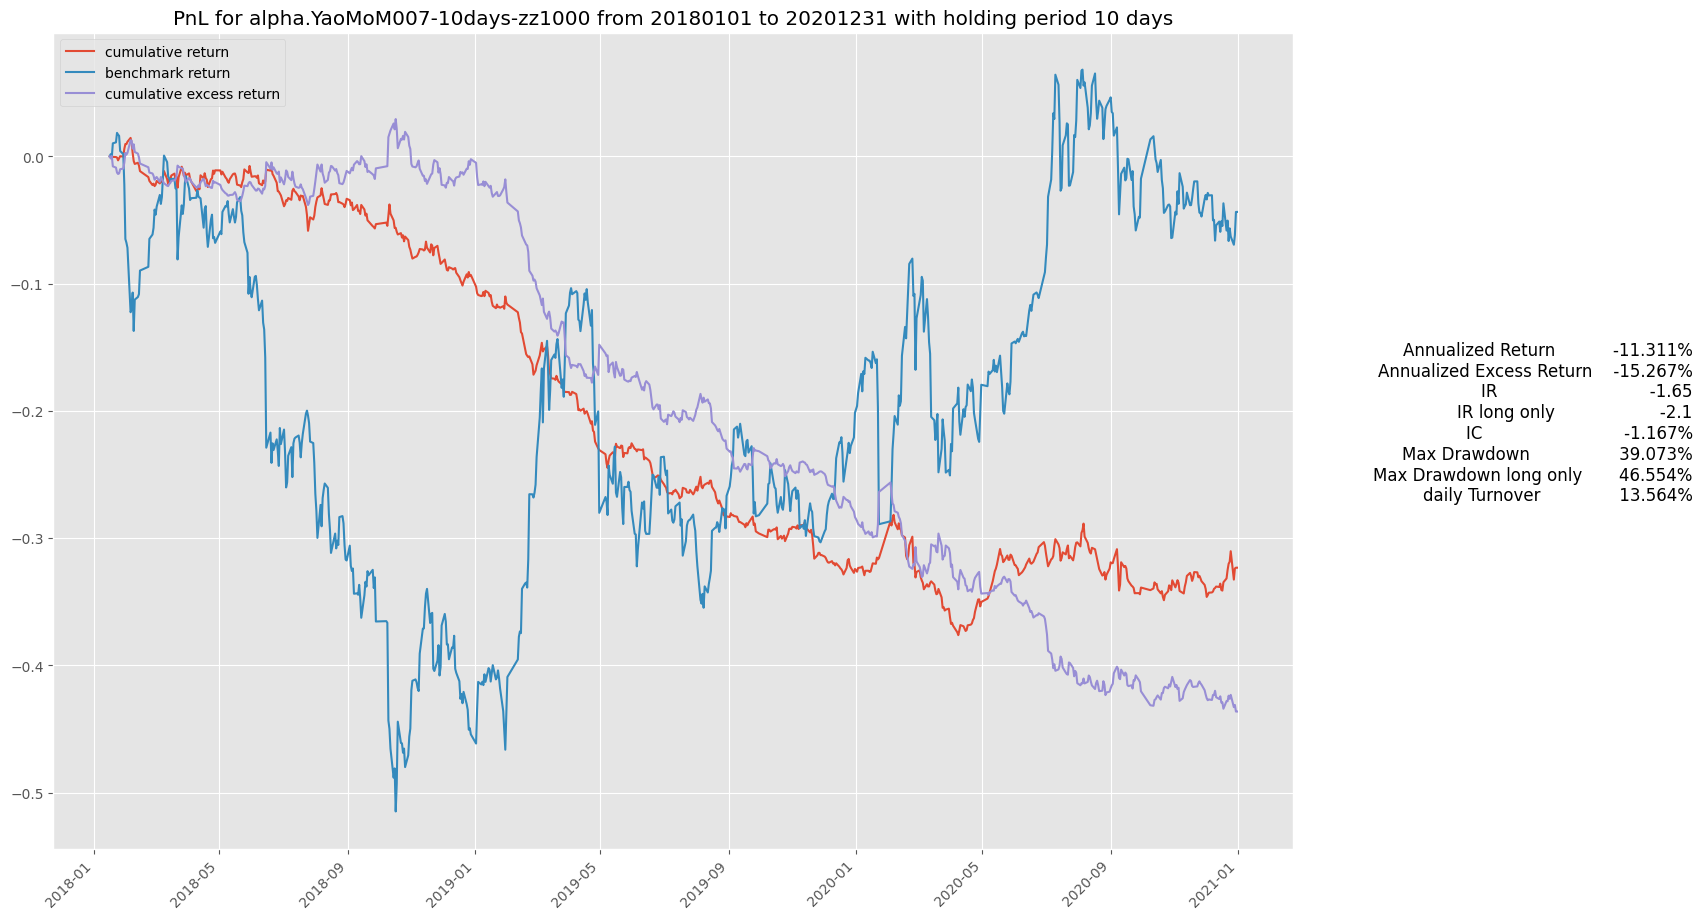 PnL for alpha.YaoMoM007-10days-zz1000 from 20180101 to 20201231 with holding period 10 days
cumulative return
benchmark return
cumulative excess return
0.0
−0.1
−0.2
−0.3
−0.4
−0.5
2018-01
2018-05
2018-09
2019-01
2019-05
2019-09
2020-01
2020-05
2020-09
2021-01
Annualized Return -11.311%
Annualized Excess Return -15.267%
IR -1.65
IR long only -2.1
IC -1.167%
Max Drawdown 39.073%
Max Drawdown long only 46.554%
daily Turnover 13.564%